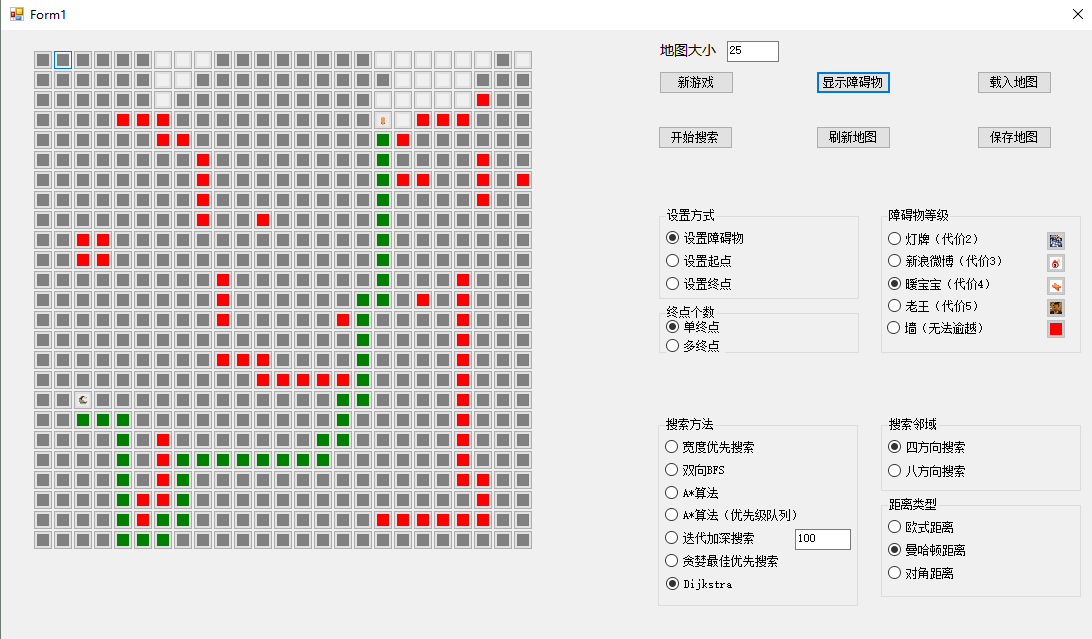 Form1
地图大小 25
新游戏 显示障碍物 载入地图
开始搜索 刷新地图 保存地图
设置方式
设置障碍物
设置起点
设置终点
终点个数
单终点
多终点
障碍物等级
灯牌（代价2）
新浪微博（代价3）
暖宝宝（代价4）
老王（代价5）
墙（无法逾越）
搜索方法
宽度优先搜索
双向BFS
A*算法
A*算法（优先级队列）
迭代加深搜索 100
贪婪最佳优先搜索
Dijkstra
搜索邻域
四方向搜索
八方向搜索
距离类型
欧式距离
曼哈顿距离
对角距离